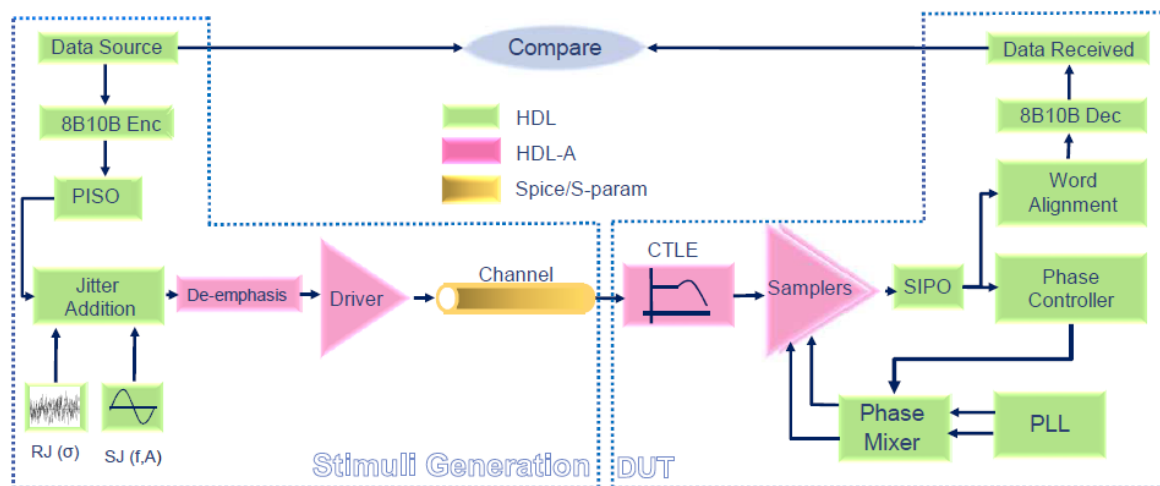 Data Source
Compare
Data Received
8B10B Enc
HDL
8B10B Dec
HDL-A
PISO
Spice/S-param
Word
Alignment
CTLE
Channel
Jitter
Addition
De-emphasis
Driver
Samplers
SIPO
Phase
Controller
Phase
Mixer
PLL
RJ (σ)
SJ (f,A)
Stimuli Generation
DUT